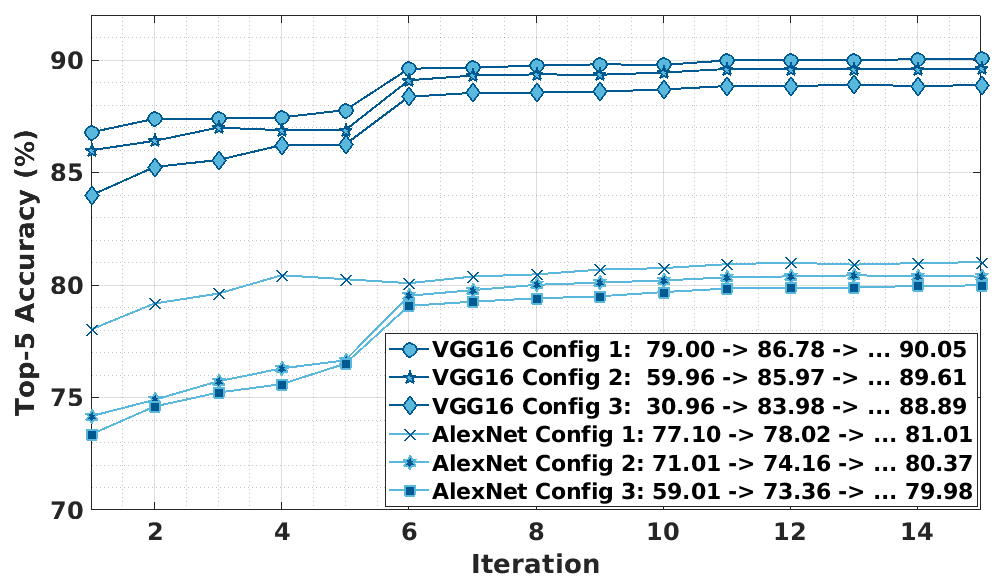 90
85
80
75
70
Top-5 Accuracy (%)
VGG16 Config 1: 79.00 -> 86.78 -> ... 90.05
VGG16 Config 2: 59.96 -> 85.97 -> ... 89.61
VGG16 Config 3: 30.96 -> 83.98 -> ... 88.89
AlexNet Config 1: 77.10 -> 78.02 -> ... 81.01
AlexNet Config 2: 71.01 -> 74.16 -> ... 80.37
AlexNet Config 3: 59.01 -> 73.36 -> ... 79.98
2 4 6 8 10 12 14
Iteration